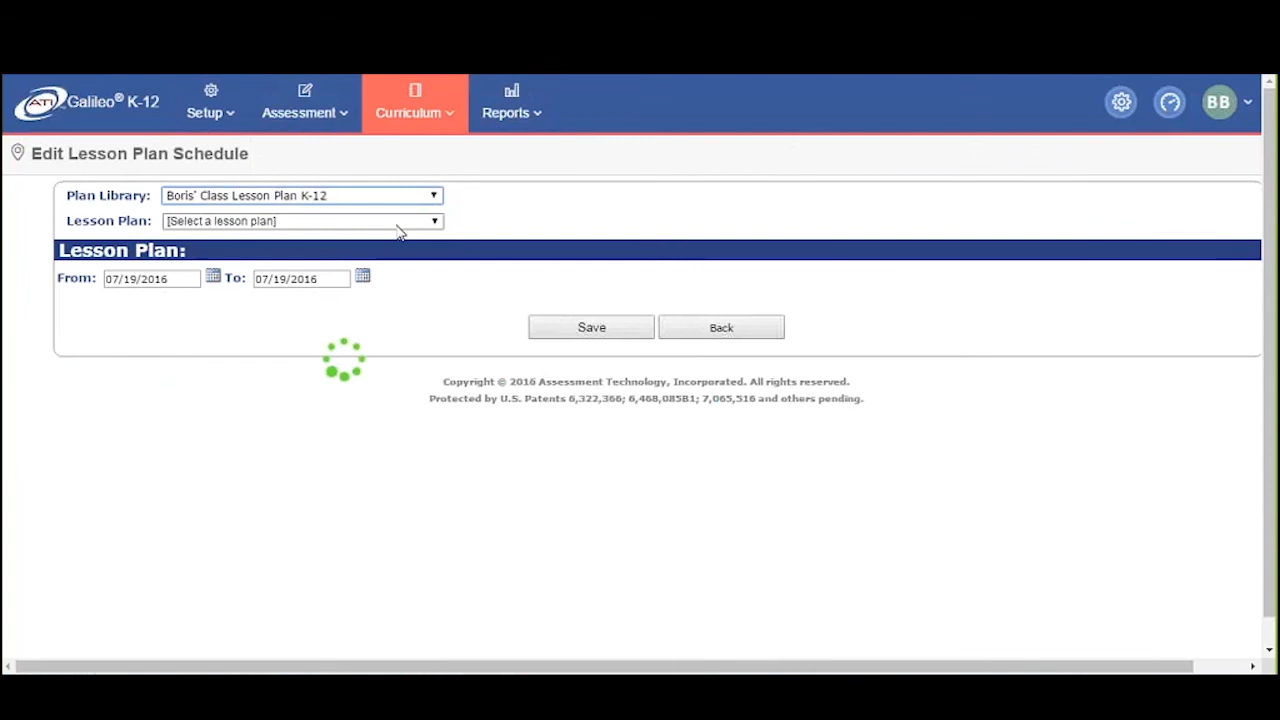 ATI Galileo® K-12
Setup
Assessment
Curriculum
Reports
BB
Edit Lesson Plan Schedule
Plan Library: Boris' Class Lesson Plan K-12
Lesson Plan: [Select a lesson plan]
Lesson Plan:
From: 07/19/2016 To: 07/19/2016
Save Back
Copyright © 2016 Assessment Technology, Incorporated. All rights reserved.
Protected by U.S. Patents 6,322,366; 6,468,085B1; 7,065,516 and others pending.